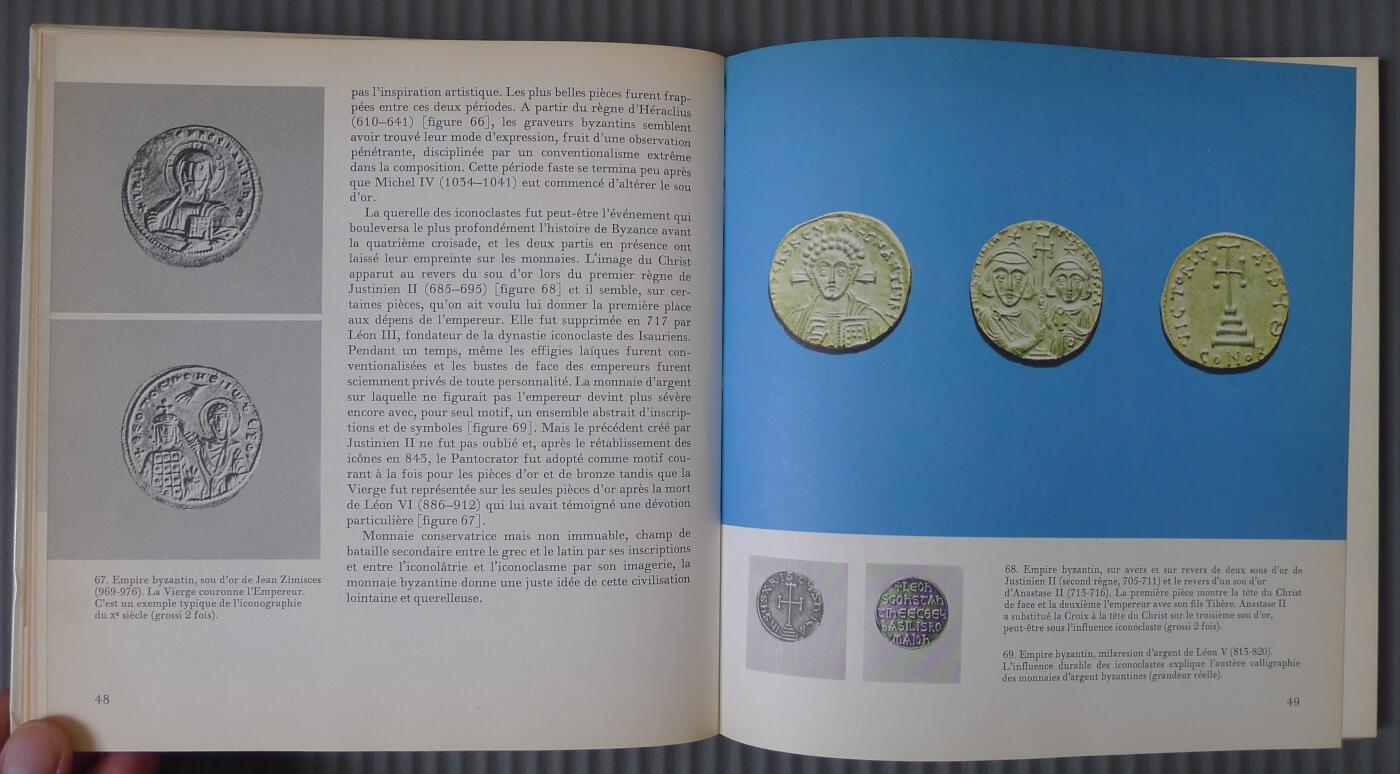 pas l'inspiration artistique. Les plus belles pièces furent frap-
pées entre ces deux périodes. A partir du règne d'Héraclius
(610–641) [figure 66], les graveurs byzantins semblent
avoir trouvé leur mode d'expression, fruit d'une observation
pénétrante, disciplinée par un conventionalisme extrême
dans la composition. Cette période faste se termina peu après
que Michel IV (1034–1041) eut commencé d'altérer le sou
d'or.
La querelle des iconoclastes fut peut-être l'événement qui
bouleversa le plus profondément l'histoire de Byzance avant
la quatrième croisade, et les deux partis en présence ont
laissé leur empreinte sur les monnaies. L'image du Christ
apparut au revers du sou d'or lors du premier règne de
Justinien II (685–695) [figure 68] et il semble, sur cer-
taines pièces, qu'on ait voulu lui donner la première place
aux dépens de l'empereur. Elle fut supprimée en 717 par
Léon III, fondateur de la dynastie iconoclaste des Isauriens.
Pendant un temps, même les effigies laïques furent con-
ventionalisées et les bustes de face des empereurs furent
sciemment privés de toute personnalité. La monnaie d'argent
sur laquelle ne figurait pas l'empereur devint plus sévère
encore avec, pour seul motif, un ensemble abstrait d'inscrip-
tions et de symboles [figure 69]. Mais le précédent créé par
Justinien II ne fut pas oublié et, après le rétablissement des
icônes en 843, le Pantocrator fut adopté comme motif cou-
rant à la fois pour les pièces d'or et de bronze tandis que la
Vierge fut représentée sur les seules pièces d'or après la mort
de Léon VI (886–912) qui lui avait témoigné une dévotion
particulière [figure 67].
Monnaie conservatrice mais non immuable, champ de
bataille secondaire entre le grec et le latin par ses inscriptions
et entre l'iconolâtrie et l'iconoclasme par son imagerie, la
monnaie byzantine donne une juste idée de cette civilisation
lointaine et querelleuse.
67. Empire byzantin, sou d'or de Jean Zimisces
(969-976). La Vierge couronne l'Empereur.
C'est un exemple typique de l'iconographie
du Xe siècle (grossi 2 fois).
48
CONOB
68. Empire byzantin, sur avers et sur revers de deux sous d'or de
Justinien II (second règne, 705-711) et le revers d'un sou d'or
d'Anastase II (713-716). La première pièce montre la tête du Christ
de face et la deuxième l'empereur avec son fils Tibère. Anastase II
a substitué la Croix à la tête du Christ sur le troisième sou d'or,
peut-être sous l'influence iconoclaste (grossi 2 fois).
69. Empire byzantin, milaresion d'argent de Léon V (813-820).
L'influence durable des iconoclastes explique l'austère calligraphie
des monnaies d'argent byzantines (grandeur réelle).
49